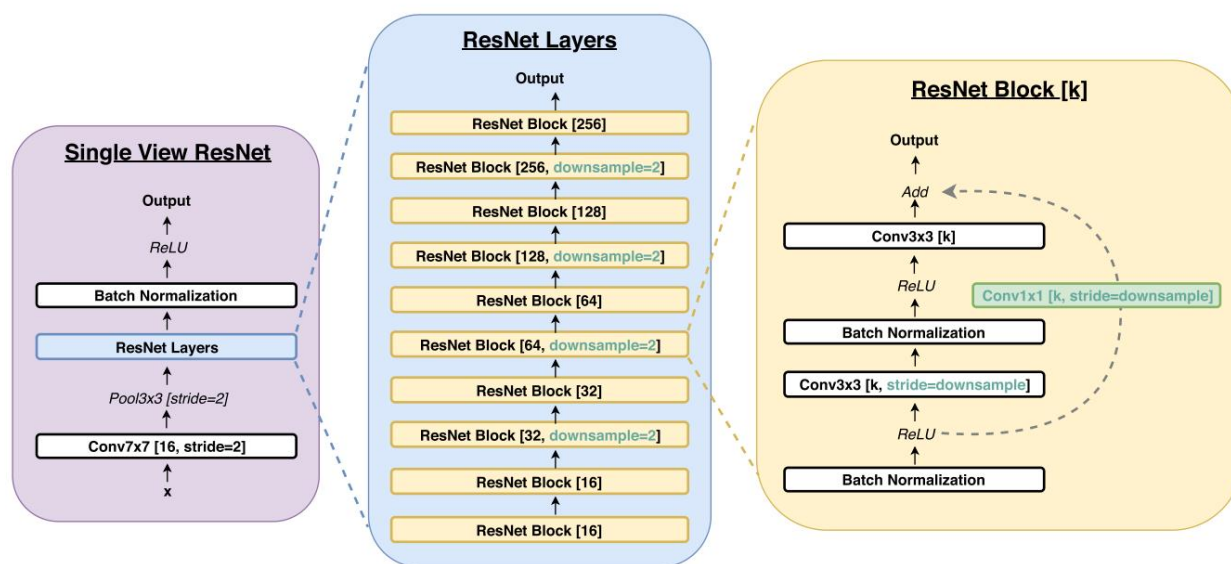 Single View ResNet
Output
ReLU
Batch Normalization
ResNet Layers
Pool3x3 [stride=2]
Conv7x7 [16, stride=2]
x
ResNet Layers
Output
ResNet Block [256]
ResNet Block [256, downsample=2]
ResNet Block [128]
ResNet Block [128, downsample=2]
ResNet Block [64]
ResNet Block [64, downsample=2]
ResNet Block [32]
ResNet Block [32, downsample=2]
ResNet Block [16]
ResNet Block [16]
ResNet Block [k]
Output
Add
Conv3x3 [k]
ReLU
Conv1x1 [k, stride=downsample]
Batch Normalization
Conv3x3 [k, stride=downsample]
ReLU
Batch Normalization